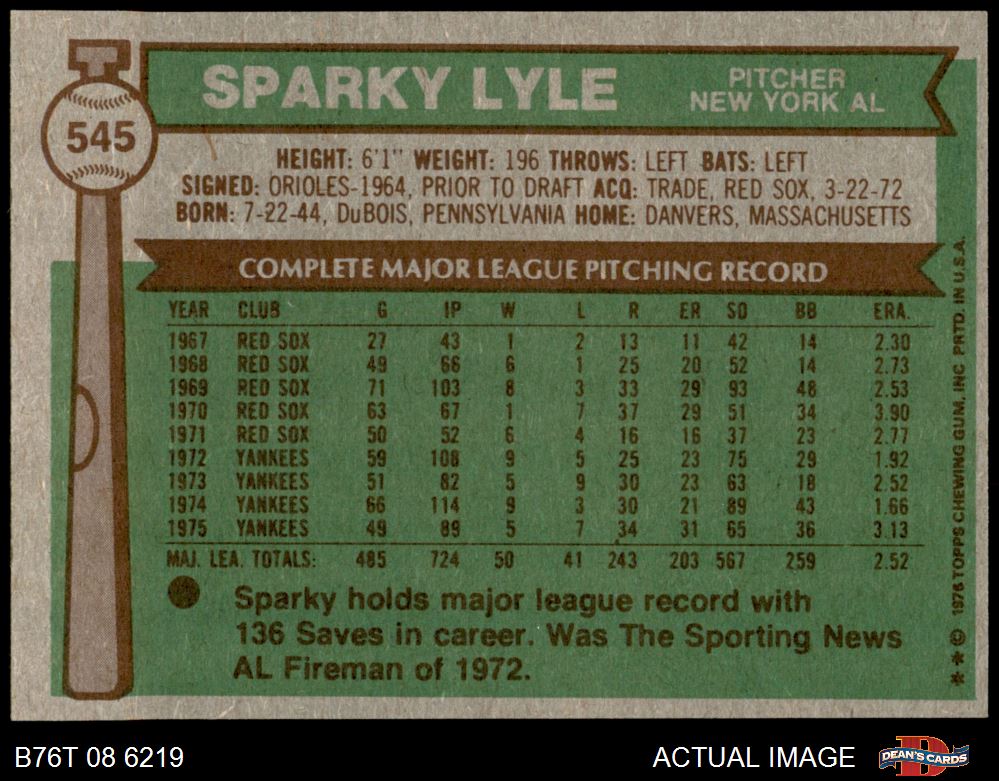 545
SPARKY LYLE
PITCHER
NEW YORK AL
HEIGHT: 6'1" WEIGHT: 196 THROWS: LEFT BATS: LEFT
SIGNED: ORIOLES-1964, PRIOR TO DRAFT ACQ: TRADE, RED SOX, 3-22-72
BORN: 7-22-44, DuBOIS, PENNSYLVANIA HOME: DANVERS, MASSACHUSETTS
COMPLETE MAJOR LEAGUE PITCHING RECORD
YEAR CLUB G IP W L R ER SO BB ERA.
1967 RED SOX 27 43 1 2 13 11 42 14 2.30
1968 RED SOX 49 66 6 1 25 20 52 14 2.73
1969 RED SOX 71 103 8 3 33 29 93 48 2.53
1970 RED SOX 63 67 1 7 37 29 51 34 3.90
1971 RED SOX 50 52 6 4 16 16 37 23 2.77
1972 YANKEES 59 108 9 5 25 23 75 29 1.92
1973 YANKEES 51 82 5 9 30 23 63 18 2.52
1974 YANKEES 66 114 9 3 30 21 89 43 1.66
1975 YANKEES 49 89 5 7 34 31 65 36 3.13
MAJ. LEA. TOTALS: 485 724 50 41 243 203 567 259 2.52
Sparky holds major league record with
136 Saves in career. Was The Sporting News
AL Fireman of 1972.
** © 1976 TOPPS CHEWING GUM, INC PRTD. IN U.S.A.
B76T 08 6219
ACTUAL IMAGE
DEAN'S CARDS